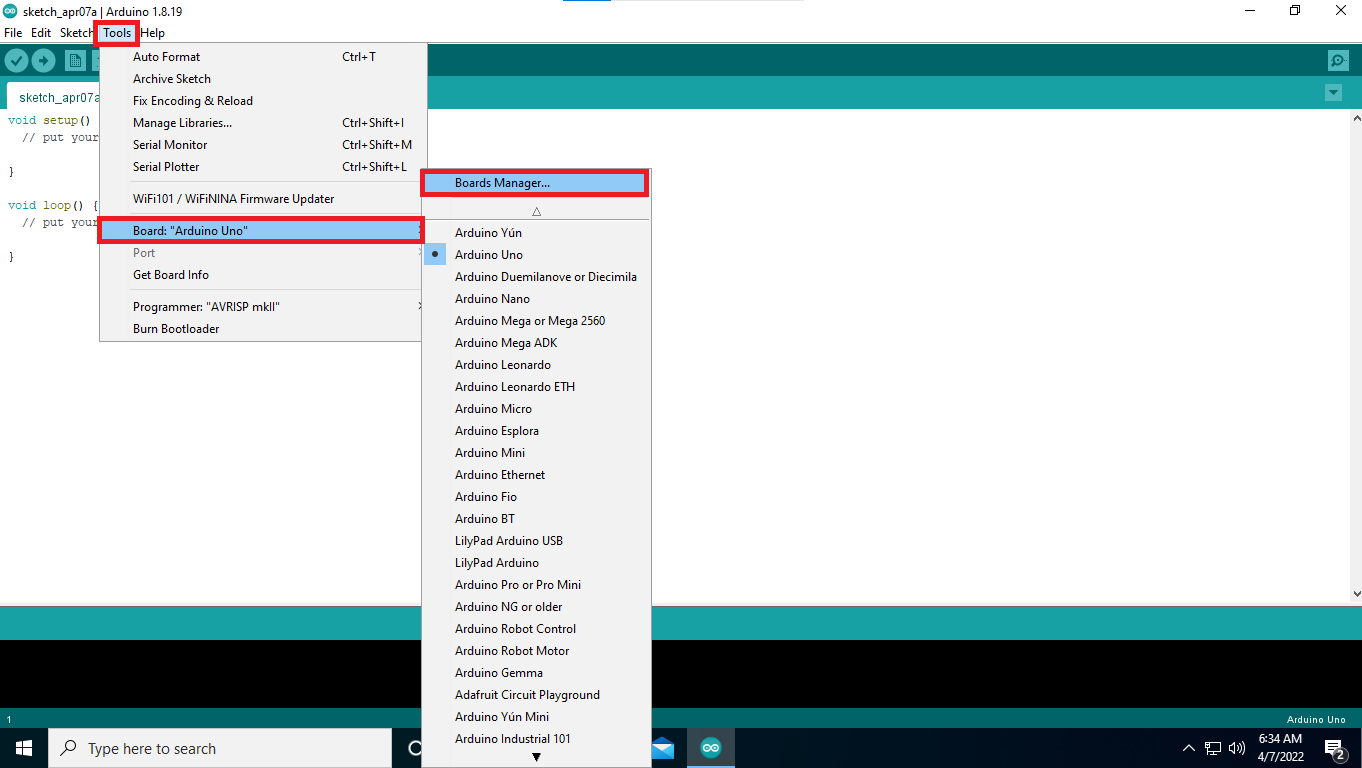 sketch_apr07a | Arduino 1.8.19
File Edit Sketch Tools Help
sketch_apr07a
void setup()
// put your
}
void loop() {
// put your
}
Auto Format Ctrl+T
Archive Sketch
Fix Encoding & Reload
Manage Libraries... Ctrl+Shift+I
Serial Monitor Ctrl+Shift+M
Serial Plotter Ctrl+Shift+L
WiFi101 / WiFiNINA Firmware Updater
Board: "Arduino Uno"
Port
Get Board Info
Programmer: "AVRISP mkII"
Burn Bootloader
Boards Manager...
Arduino Yún
Arduino Uno
Arduino Duemilanove or Diecimila
Arduino Nano
Arduino Mega or Mega 2560
Arduino Mega ADK
Arduino Leonardo
Arduino Leonardo ETH
Arduino Micro
Arduino Esplora
Arduino Mini
Arduino Ethernet
Arduino Fio
Arduino BT
LilyPad Arduino USB
LilyPad Arduino
Arduino Pro or Pro Mini
Arduino NG or older
Arduino Robot Control
Arduino Robot Motor
Arduino Gemma
Adafruit Circuit Playground
Arduino Yún Mini
Arduino Industrial 101
1 Arduino Uno
Type here to search
6:34 AM
4/7/2022
2